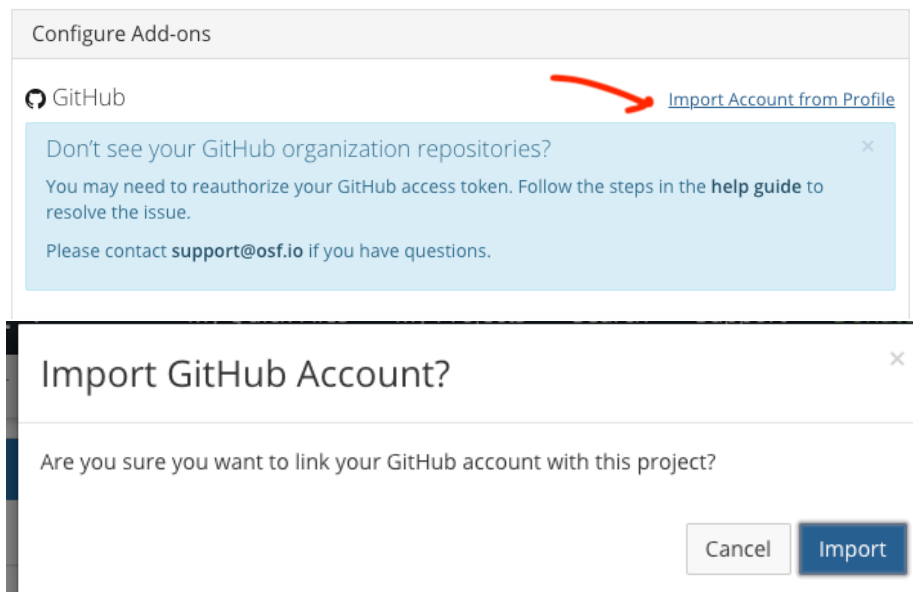 Configure Add-ons
GitHub
Import Account from Profile
Don't see your GitHub organization repositories?
×
You may need to reauthorize your GitHub access token. Follow the steps in the help guide to
resolve the issue.
Please contact support@osf.io if you have questions.
Import GitHub Account?
×
Are you sure you want to link your GitHub account with this project?
Cancel
Import